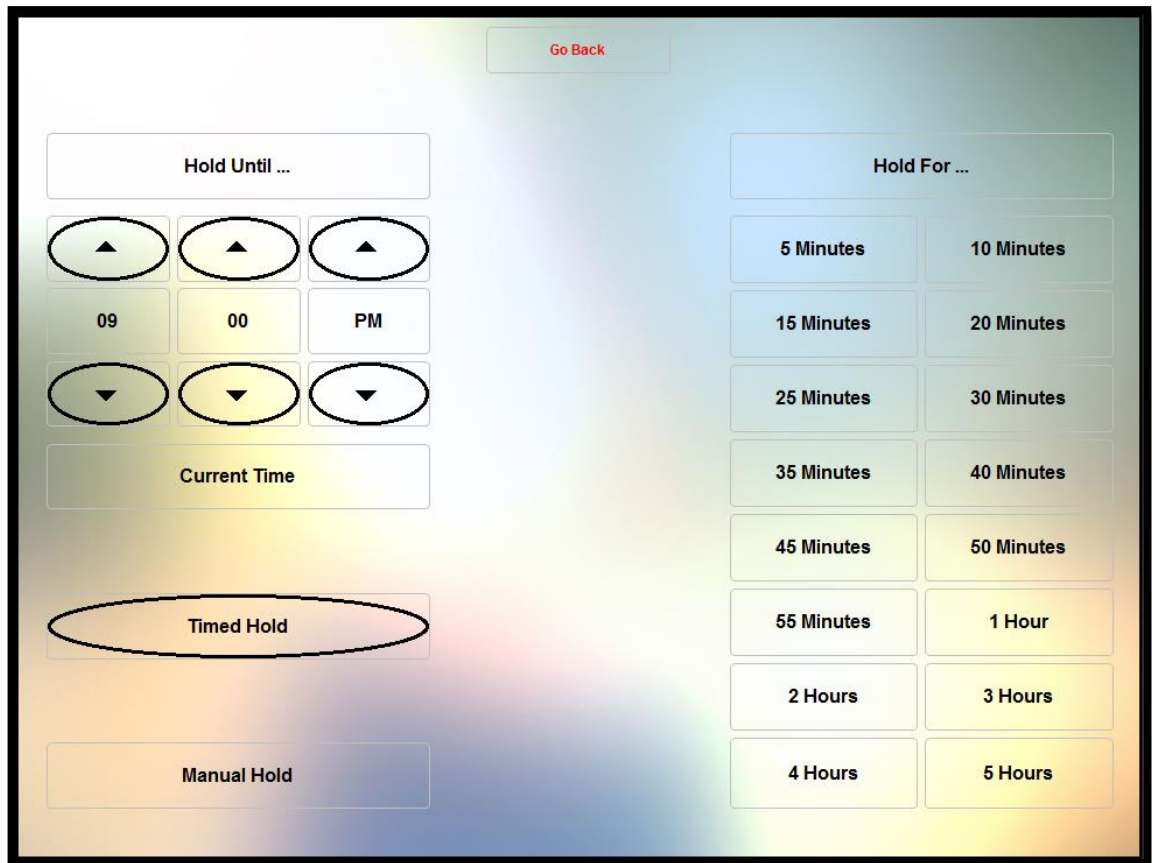 Go Back
Hold Until ...
09 00 PM
Current Time
Timed Hold
Manual Hold
Hold For ...
5 Minutes 10 Minutes
15 Minutes 20 Minutes
25 Minutes 30 Minutes
35 Minutes 40 Minutes
45 Minutes 50 Minutes
55 Minutes 1 Hour
2 Hours 3 Hours
4 Hours 5 Hours